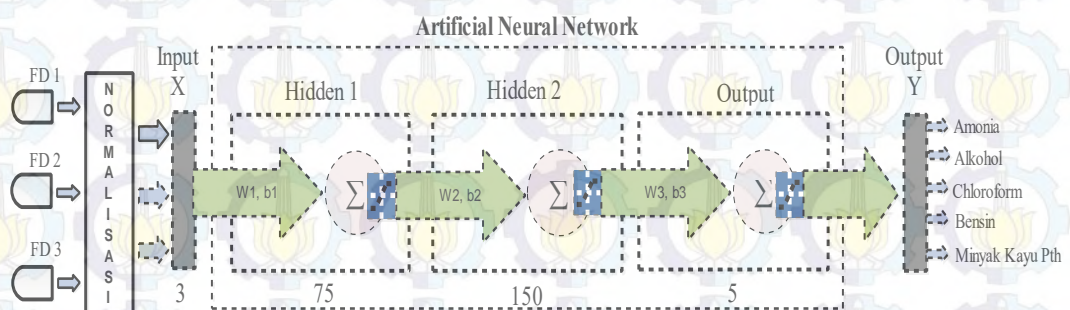 Artificial Neural Network
FD 1
FD 2
FD 3
NORMALISASI
Input
X
Hidden 1
Hidden 2
Output
Output
Y
W1, b1
∑
W2, b2
∑
W3, b3
∑
Amonia
Alkohol
Chloroform
Bensin
Minyak Kayu Pth
3
75
150
5